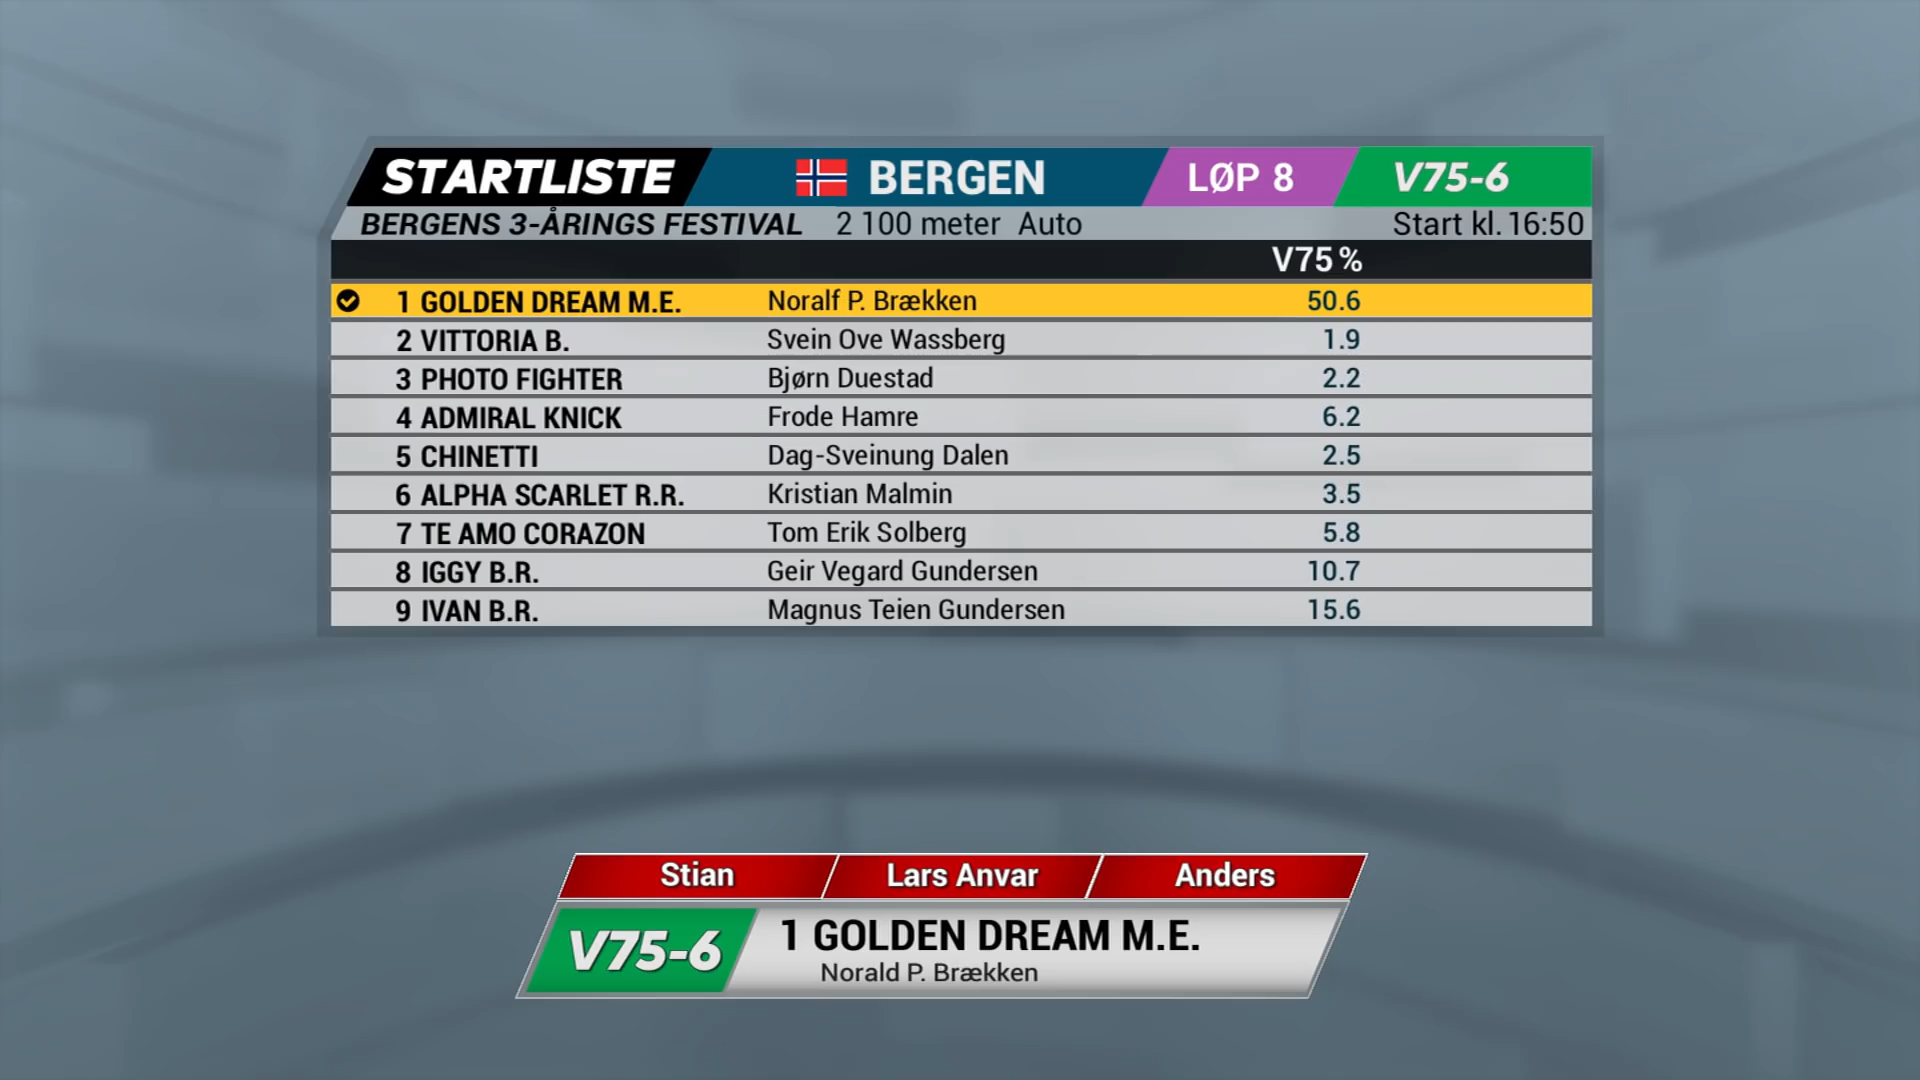 STARTLISTE BERGEN LØP 8 V75-6
BERGENS 3-ÅRINGS FESTIVAL 2 100 meter Auto Start kl. 16:50
V75 %
1 GOLDEN DREAM M.E. Noralf P. Brækken 50.6
2 VITTORIA B. Svein Ove Wassberg 1.9
3 PHOTO FIGHTER Bjørn Duestad 2.2
4 ADMIRAL KNICK Frode Hamre 6.2
5 CHINETTI Dag-Sveinung Dalen 2.5
6 ALPHA SCARLET R.R. Kristian Malmin 3.5
7 TE AMO CORAZON Tom Erik Solberg 5.8
8 IGGY B.R. Geir Vegard Gundersen 10.7
9 IVAN B.R. Magnus Teien Gundersen 15.6
Stian Lars Anvar Anders
V75-6 1 GOLDEN DREAM M.E.
Norald P. Brækken